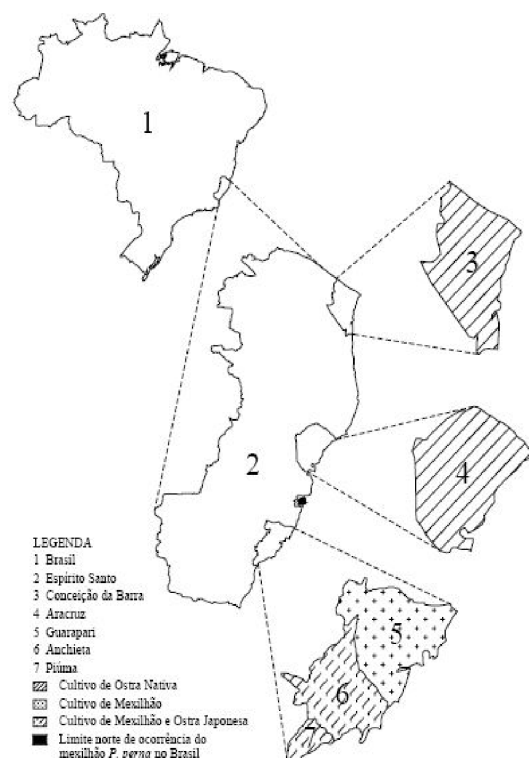 1
2
3
4
5
6
7
LEGENDA
1 Brasil
2 Espírito Santo
3 Conceição da Barra
4 Aracruz
5 Guarapari
6 Anchieta
7 Piúma
Cultivo de Ostra Nativa
Cultivo de Mexilhão
Cultivo de Mexilhão e Ostra Japonesa
Limite norte de ocorrência do
mexilhão P. perna no Brasil